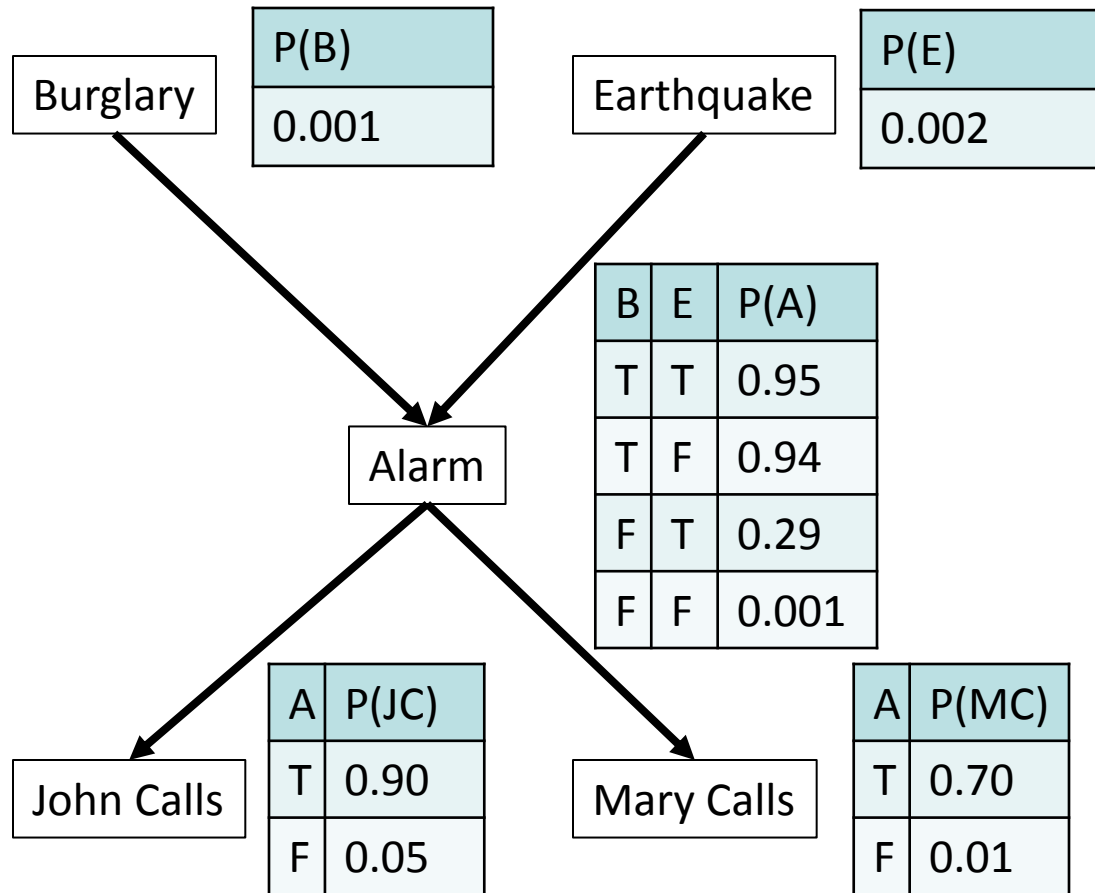 Burglary
P(B)
0.001
Earthquake
P(E)
0.002
B E P(A)
T T 0.95
T F 0.94
F T 0.29
F F 0.001
Alarm
John Calls
A P(JC)
T 0.90
F 0.05
Mary Calls
A P(MC)
T 0.70
F 0.01